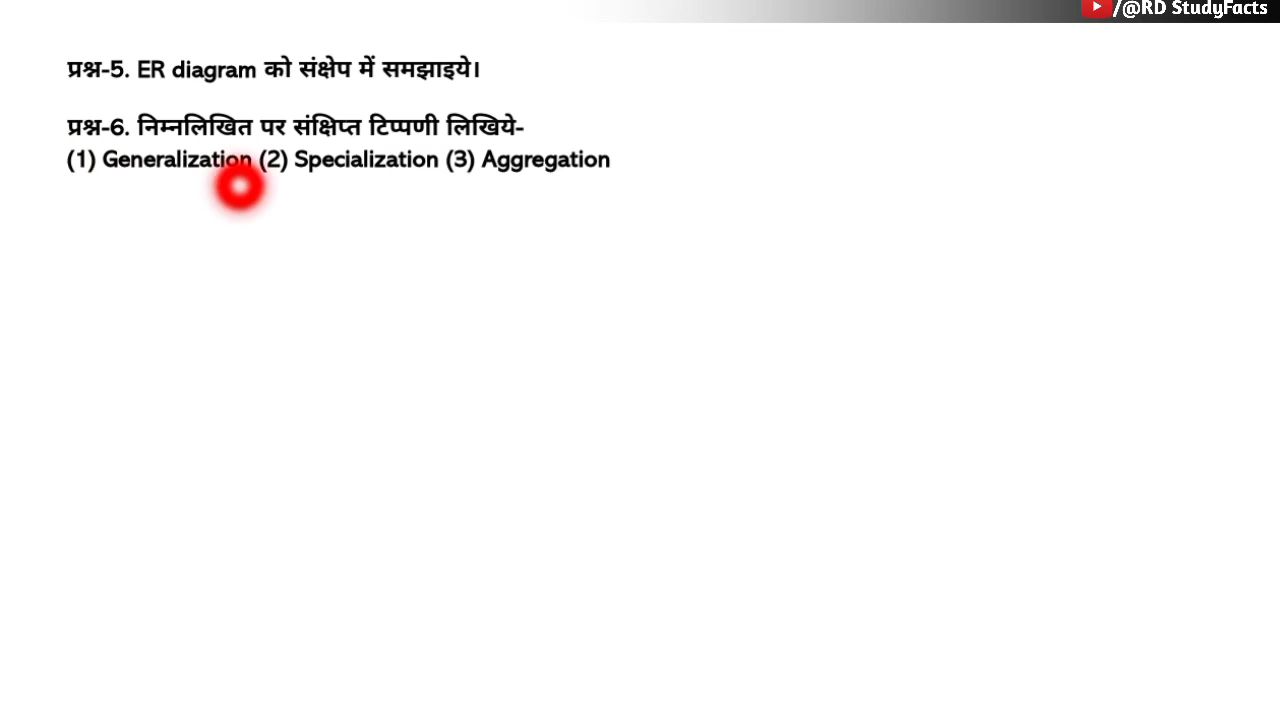 /@RD StudyFacts
प्रश्न-5. ER diagram को संक्षेप में समझाइये।
प्रश्न-6. निम्नलिखित पर संक्षिप्त टिप्पणी लिखिये-
(1) Generalization (2) Specialization (3) Aggregation